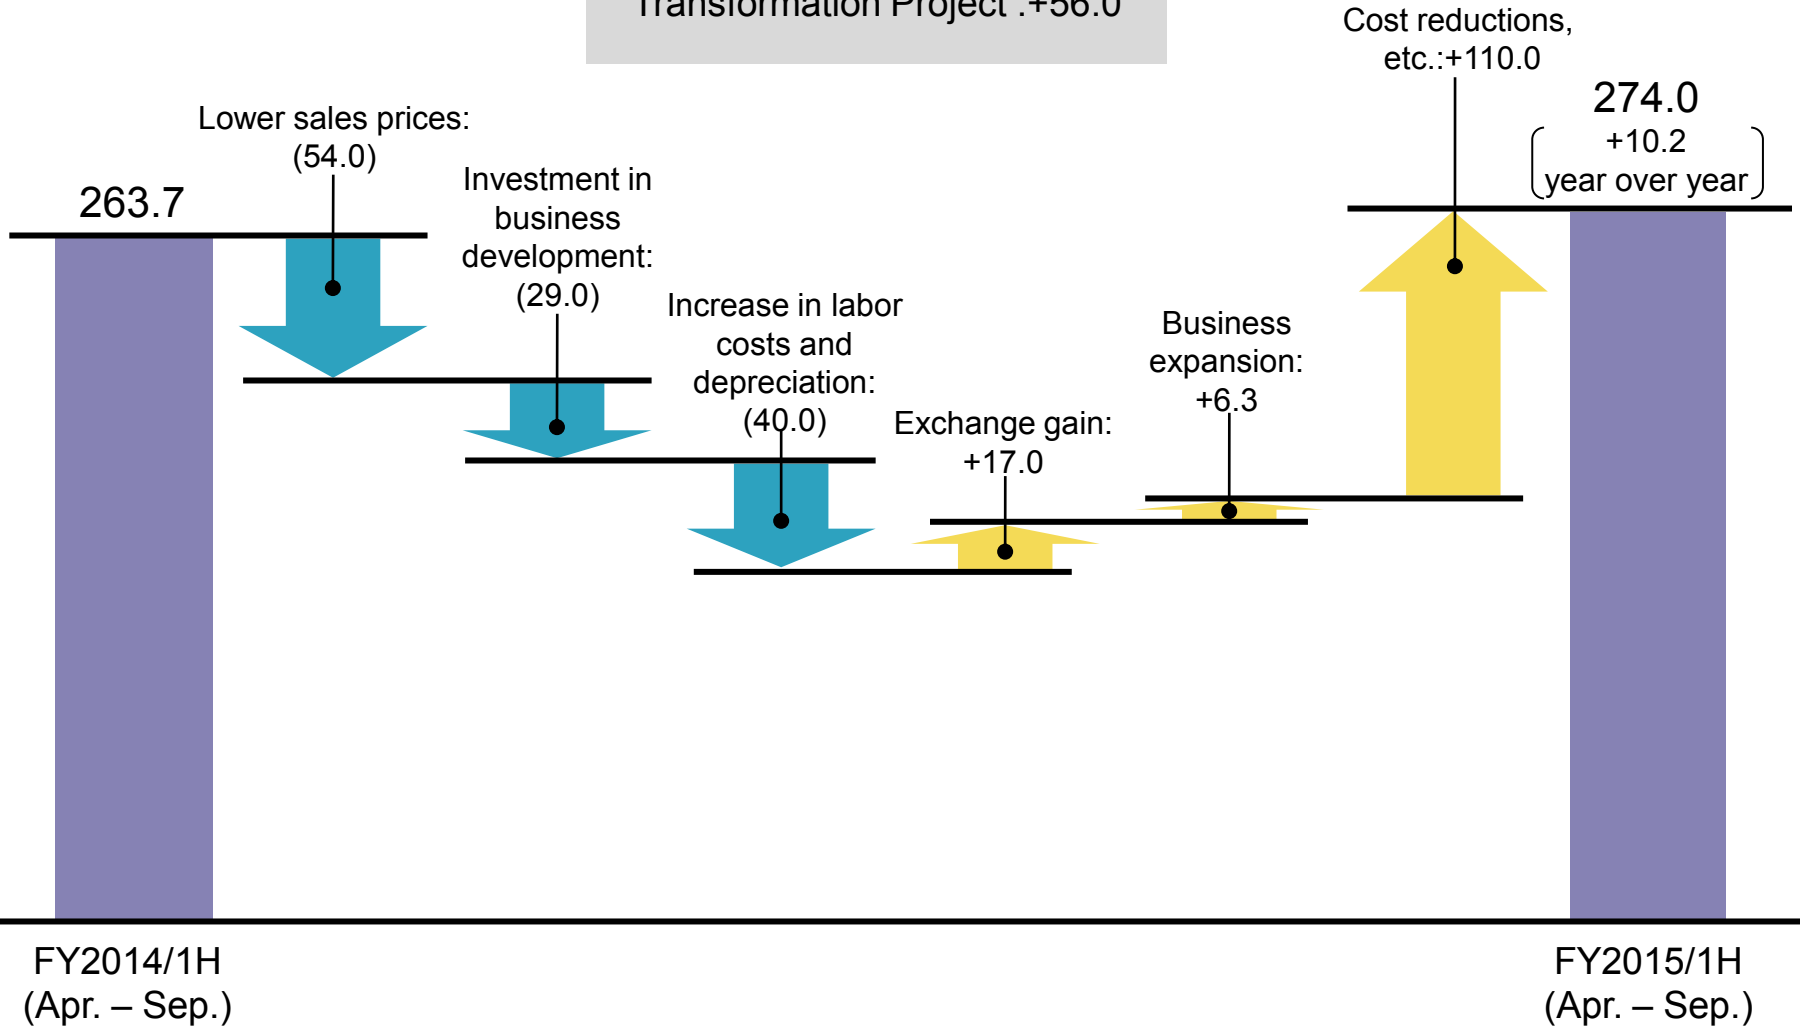 Transformation Project :+56.0
Cost reductions,
etc.:+110.0
274.0
+10.2
year over year
Lower sales prices:
(54.0)
263.7
Investment in
business
development:
(29.0)
Increase in labor
costs and
depreciation:
(40.0)
Exchange gain:
+17.0
Business
expansion:
+6.3
FY2014/1H
(Apr. – Sep.)
FY2015/1H
(Apr. – Sep.)